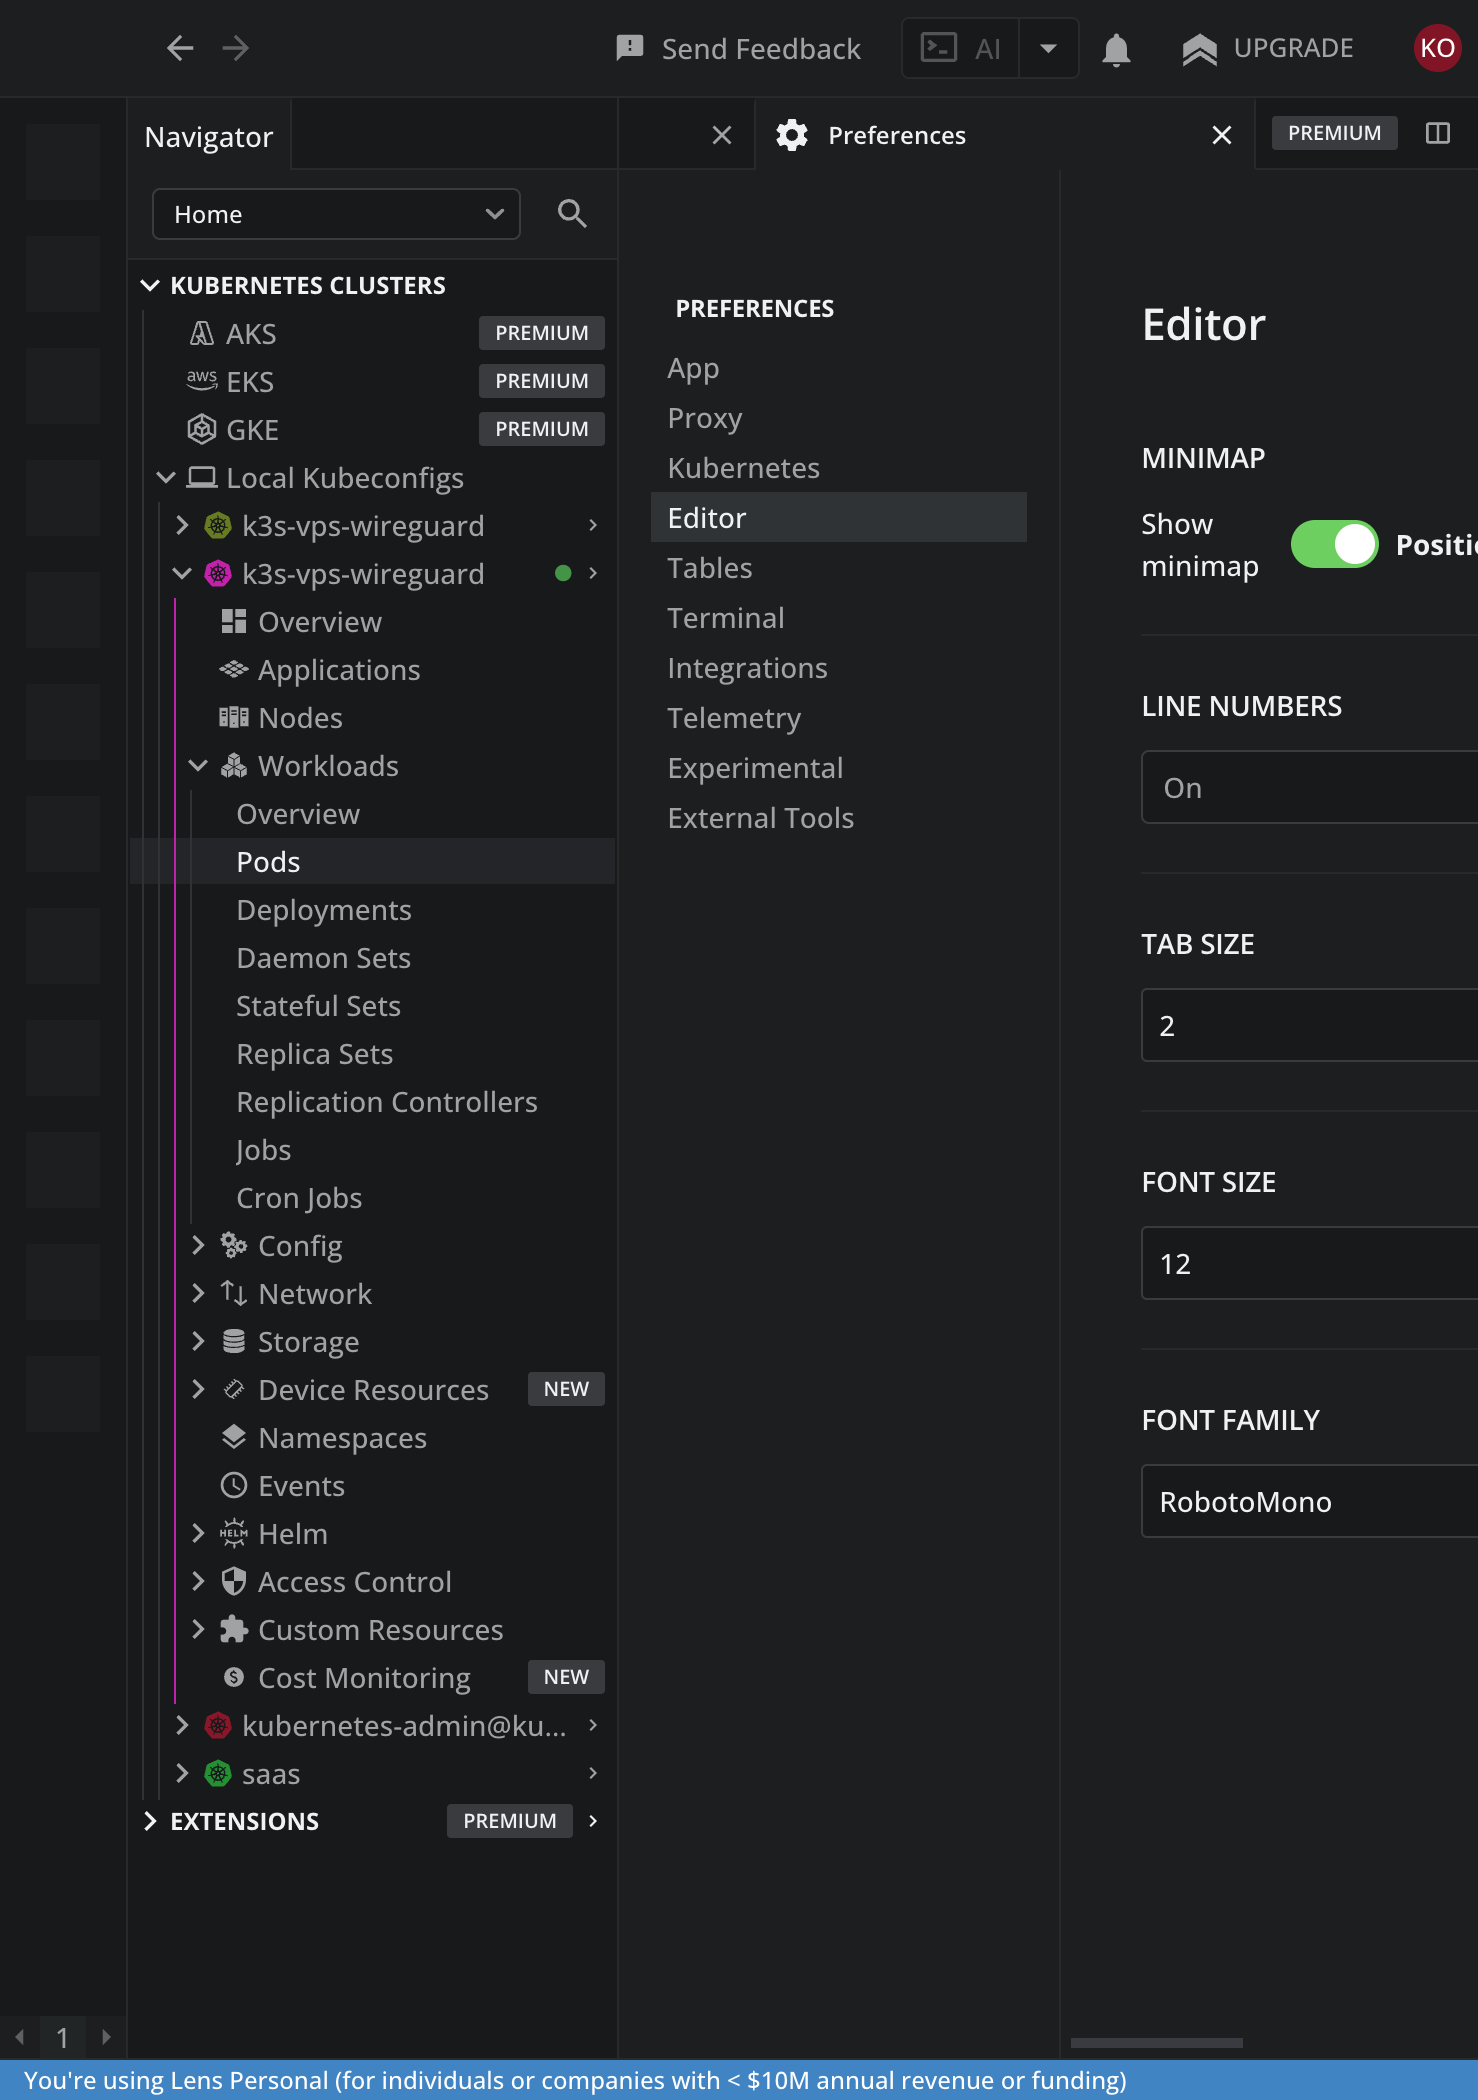 Send Feedback
AI
UPGRADE
KO
Navigator
Preferences
PREMIUM
Home
KUBERNETES CLUSTERS
AKS PREMIUM
aws EKS PREMIUM
GKE PREMIUM
Local Kubeconfigs
k3s-vps-wireguard
k3s-vps-wireguard
Overview
Applications
Nodes
Workloads
Overview
Pods
Deployments
Daemon Sets
Stateful Sets
Replica Sets
Replication Controllers
Jobs
Cron Jobs
Config
Network
Storage
Device Resources NEW
Namespaces
Events
HELM Helm
Access Control
Custom Resources
Cost Monitoring NEW
kubernetes-admin@ku...
saas
EXTENSIONS PREMIUM
PREFERENCES
App
Proxy
Kubernetes
Editor
Tables
Terminal
Integrations
Telemetry
Experimental
External Tools
Editor
MINIMAP
Show
minimap
Positi
LINE NUMBERS
On
TAB SIZE
2
FONT SIZE
12
FONT FAMILY
RobotoMono
1
You're using Lens Personal (for individuals or companies with < $10M annual revenue or funding)